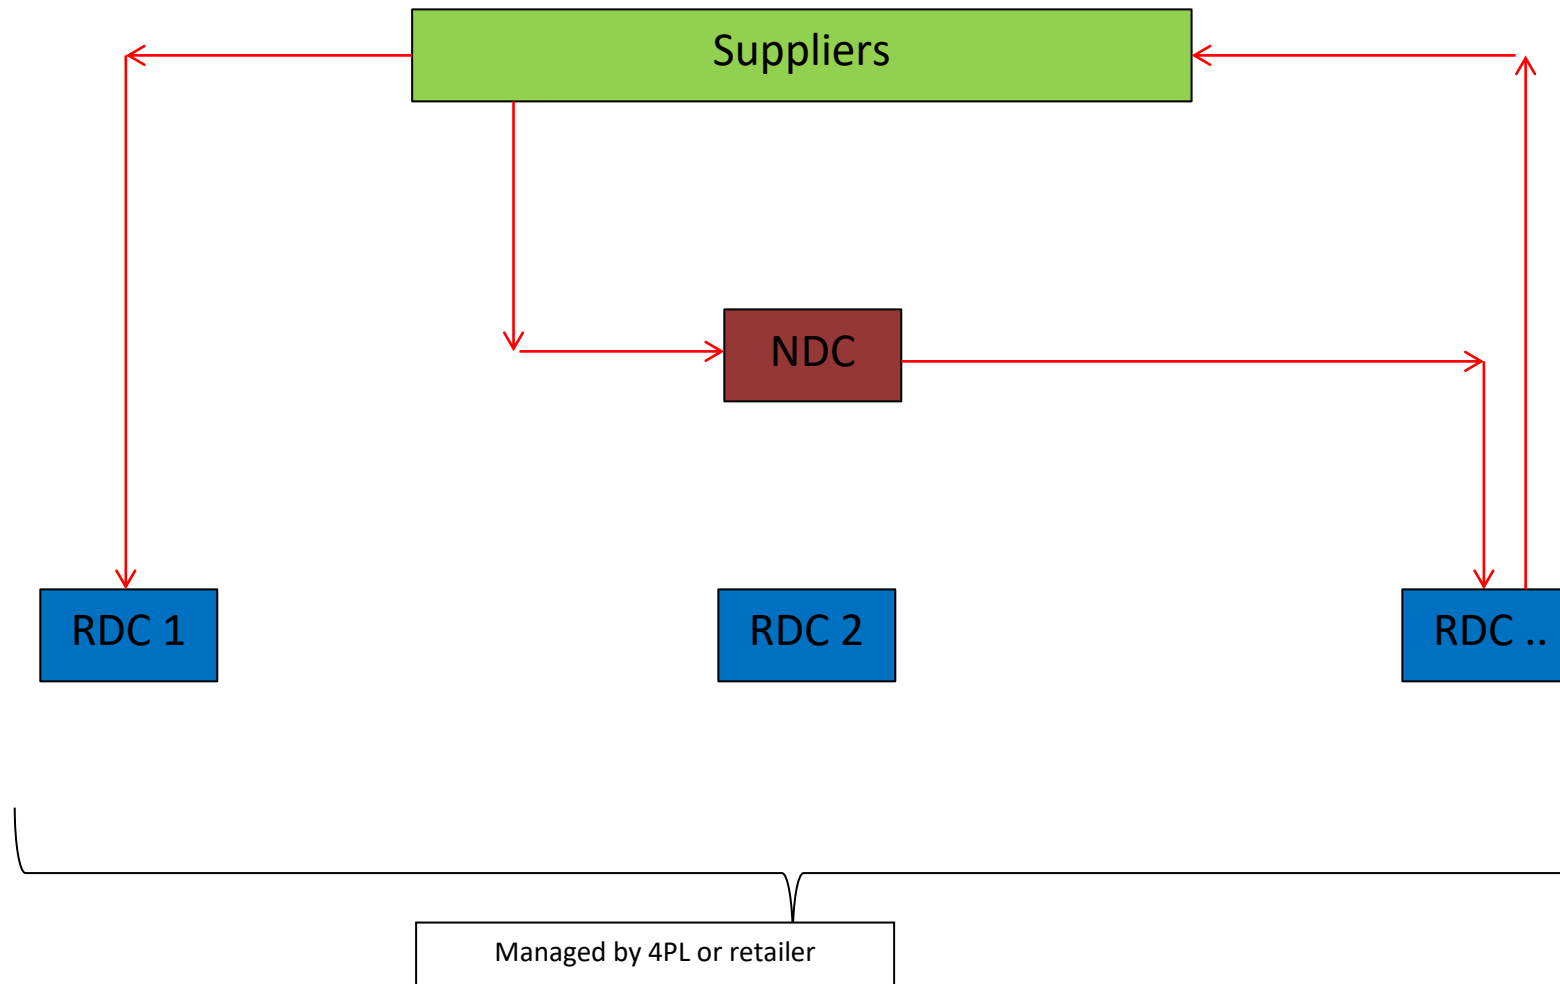 Suppliers
NDC
RDC 1
RDC 2
RDC ..
Managed by 4PL or retailer